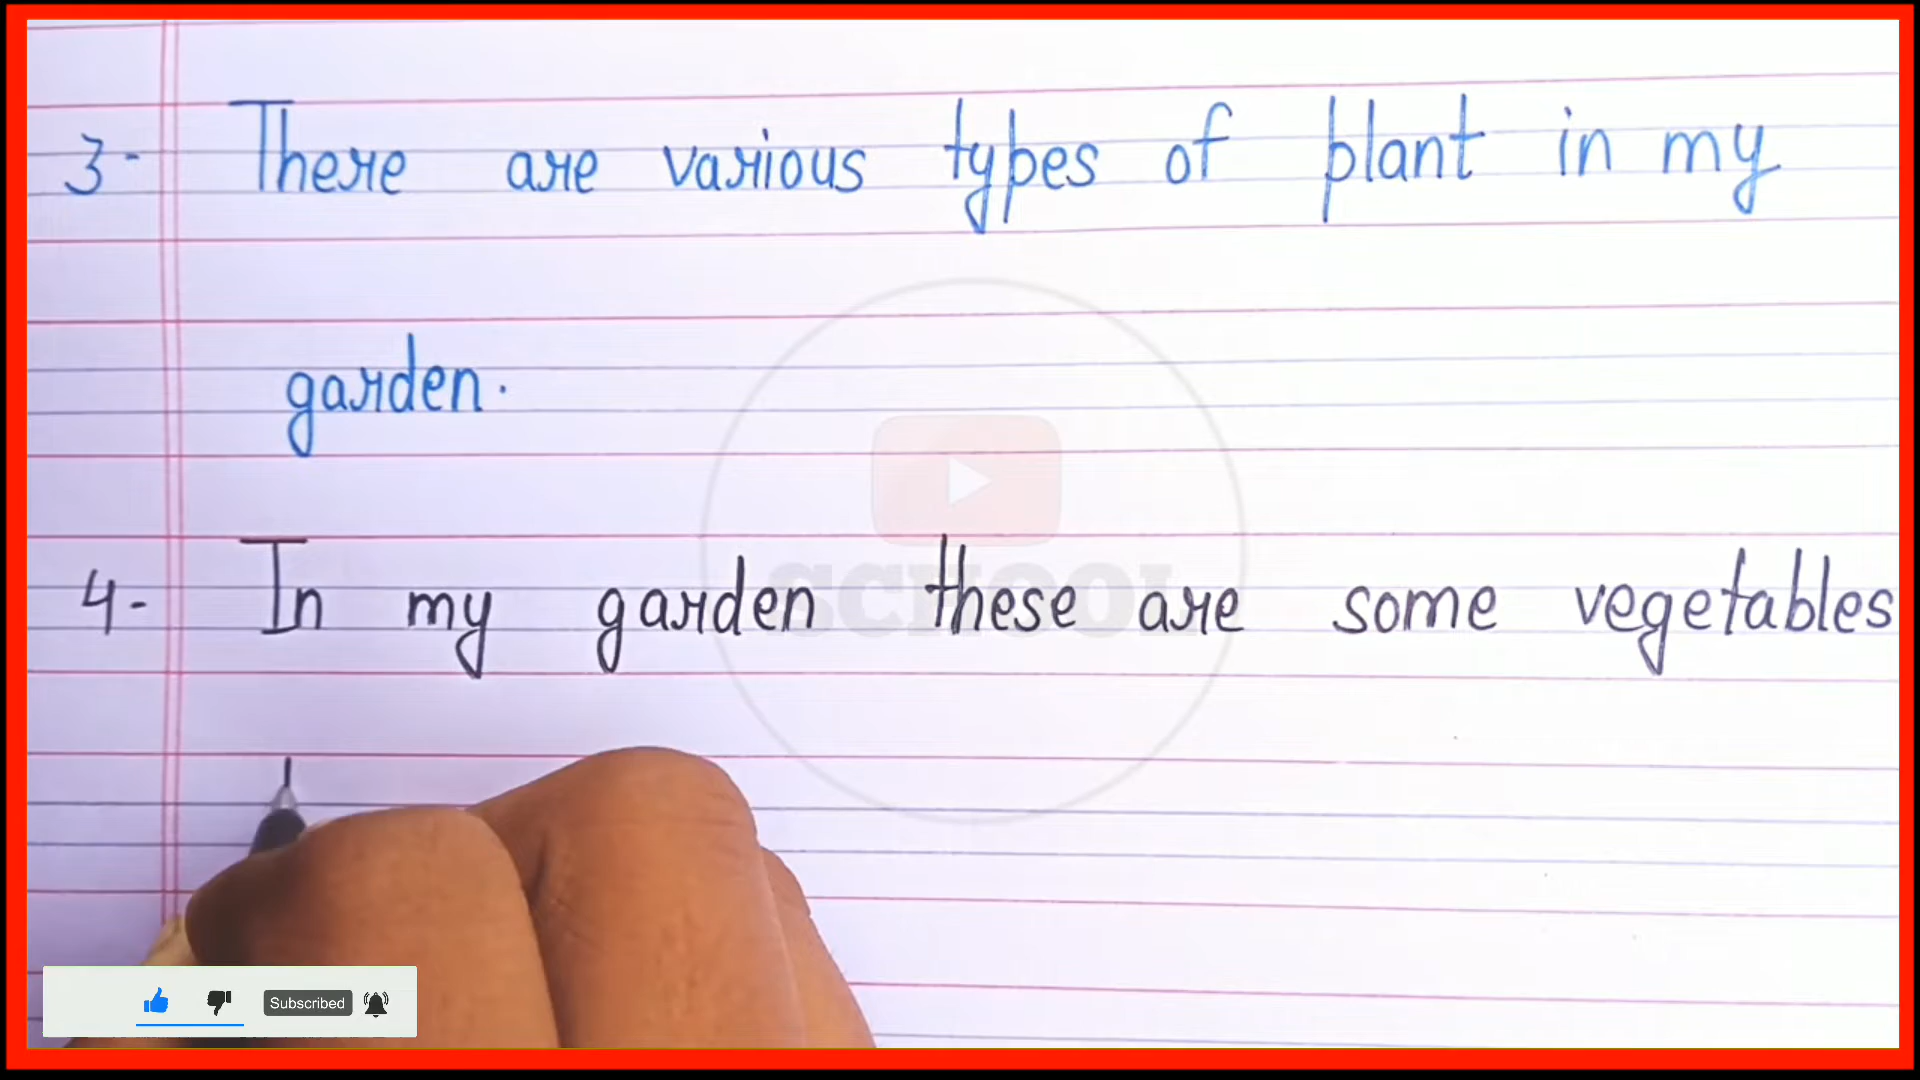 3- There are various types of plant in my
garden.
4- In my garden these are some vegetables
SCHOOL
Subscribed